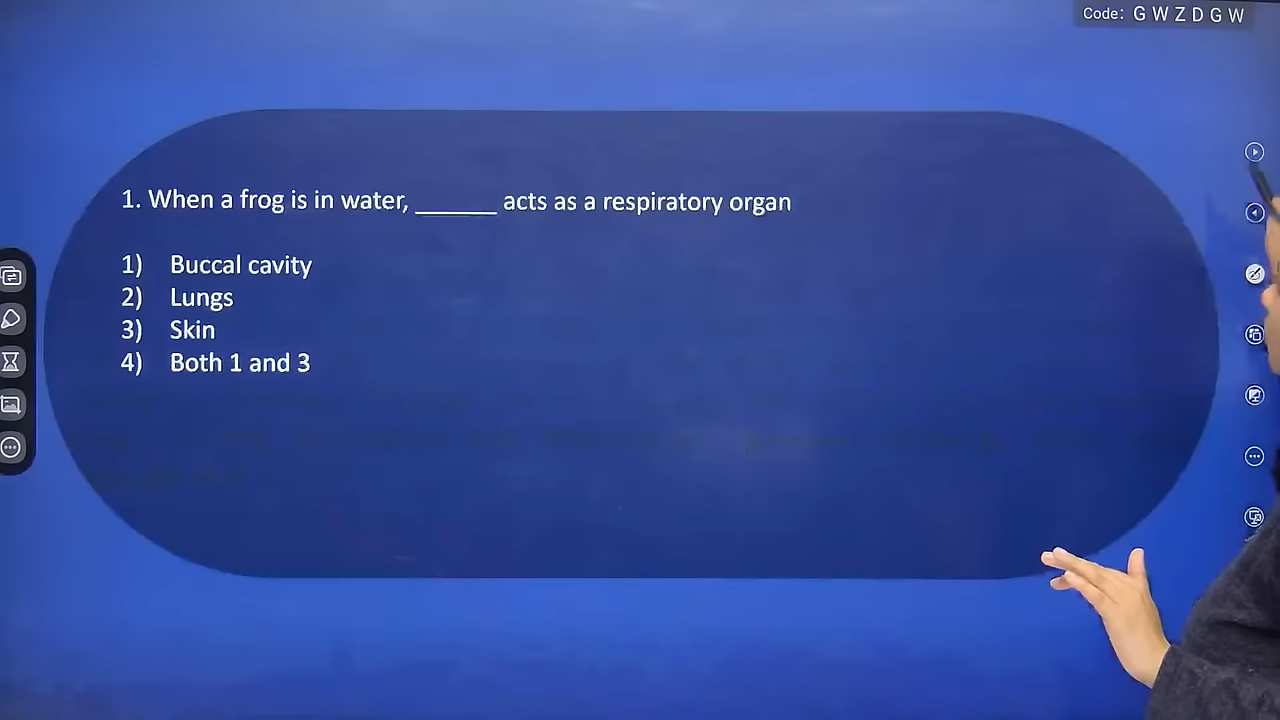 Code: G W Z D G W
1. When a frog is in water, ______ acts as a respiratory organ
1) Buccal cavity
2) Lungs
3) Skin
4) Both 1 and 3